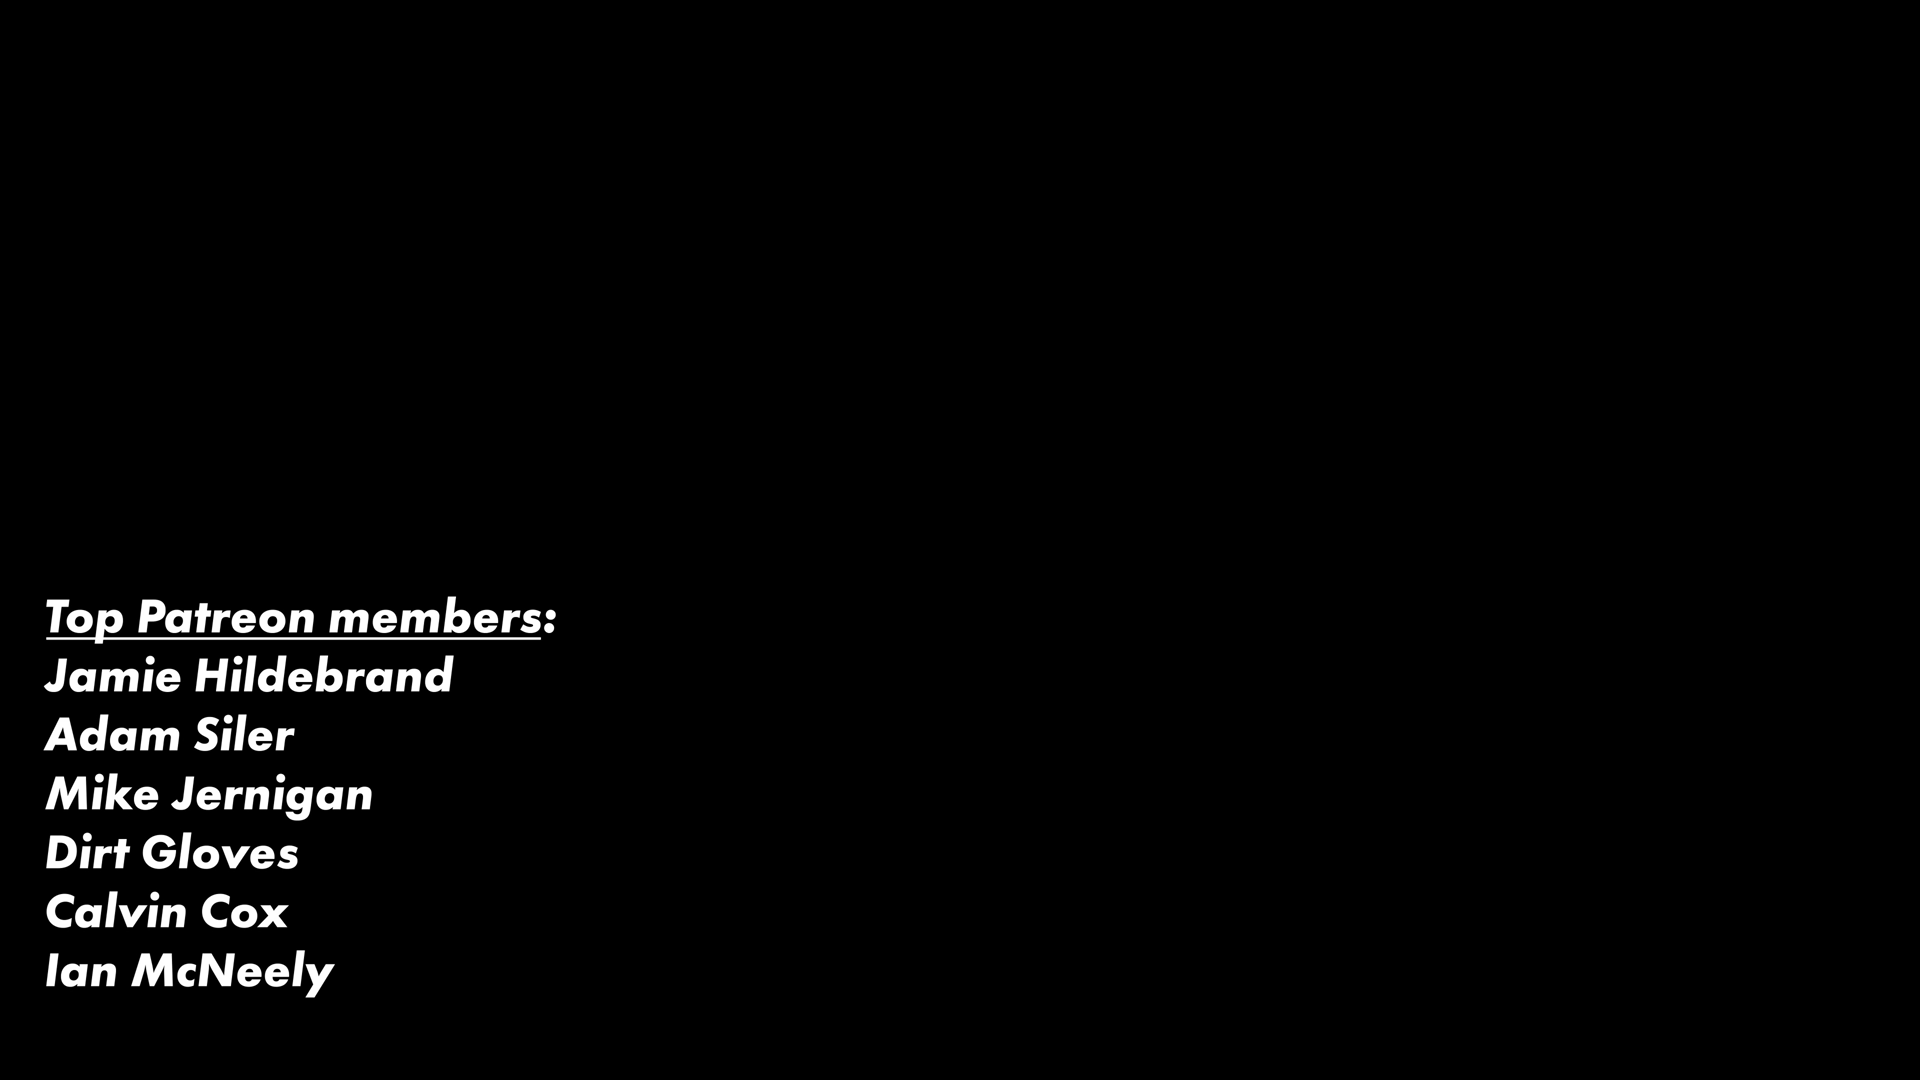 Top Patreon members:
Jamie Hildebrand
Adam Siler
Mike Jernigan
Dirt Gloves
Calvin Cox
Ian McNeely